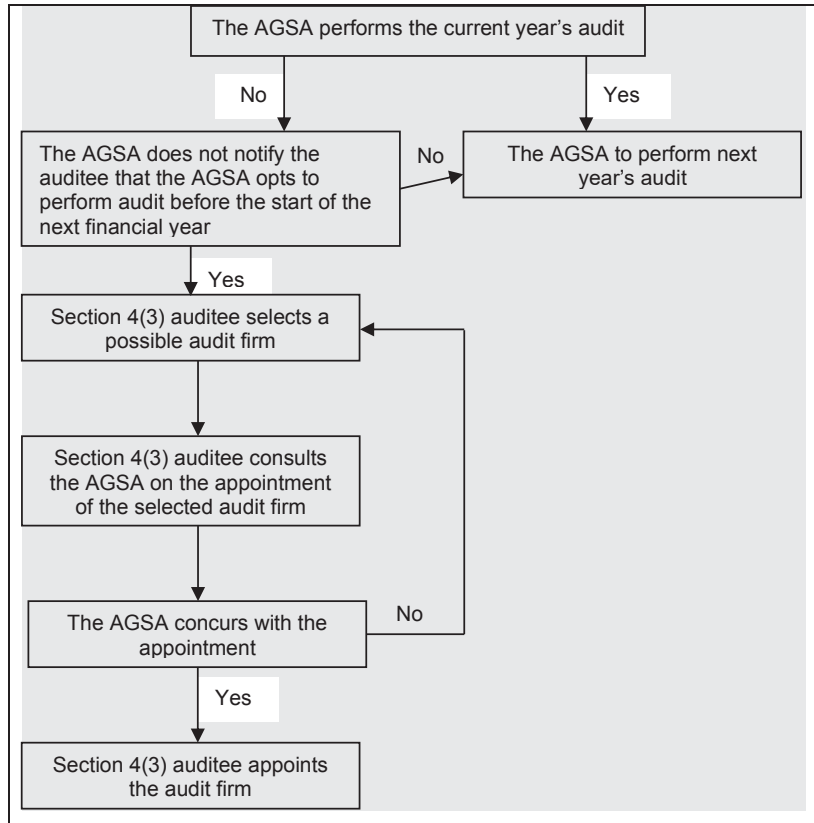 The AGSA performs the current year’s audit
No
Yes
The AGSA does not notify the
auditee that the AGSA opts to
perform audit before the start of the
next financial year
No
The AGSA to perform next
year’s audit
Yes
Section 4(3) auditee selects a
possible audit firm
Section 4(3) auditee consults
the AGSA on the appointment
of the selected audit firm
The AGSA concurs with the
appointment
No
Yes
Section 4(3) auditee appoints
the audit firm